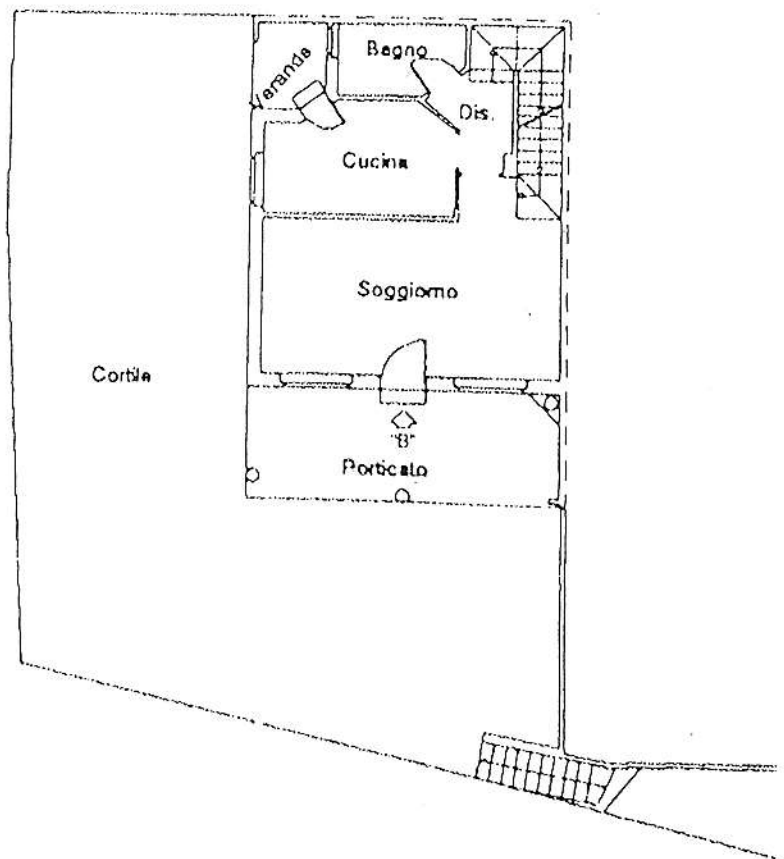 Bagno
Veranda
Dis.
Cucina
Soggiorno
Cortile
"B"
Porticato